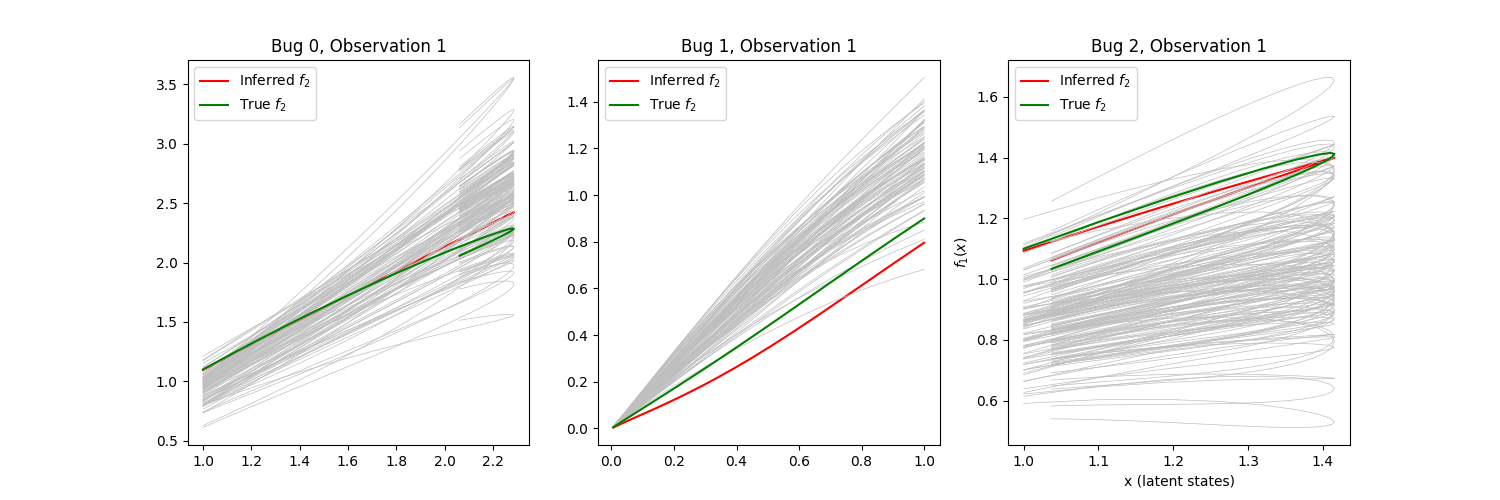 Bug 0, Observation 1
Inferred f₂
True f₂
3.5
3.0
2.5
2.0
1.5
1.0
0.5
1.0 1.2 1.4 1.6 1.8 2.0 2.2
Bug 1, Observation 1
Inferred f₂
True f₂
1.4
1.2
1.0
0.8
0.6
0.4
0.2
0.0
0.0 0.2 0.4 0.6 0.8 1.0
Bug 2, Observation 1
Inferred f₂
True f₂
f₁(x)
1.6
1.4
1.2
1.0
0.8
0.6
1.0 1.1 1.2 1.3 1.4
x (latent states)